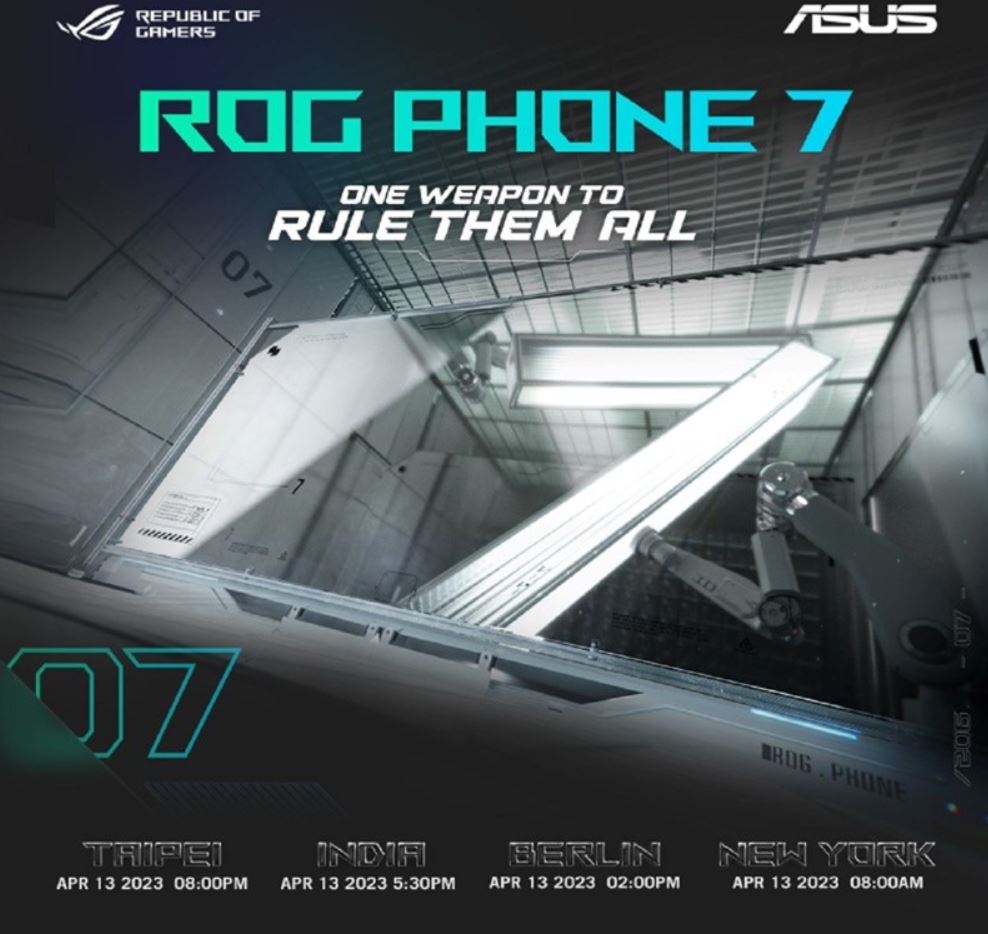 REPUBLIC OF
GAMERS
ASUS
ROG PHONE 7
ONE WEAPON TO
RULE THEM ALL
07
7
07
ROG . PHONE
TAIPEI
APR 13 2023 08:00PM
INDIA
APR 13 2023 5:30PM
BERLIN
APR 13 2023 02:00PM
NEW YORK
APR 13 2023 08:00AM